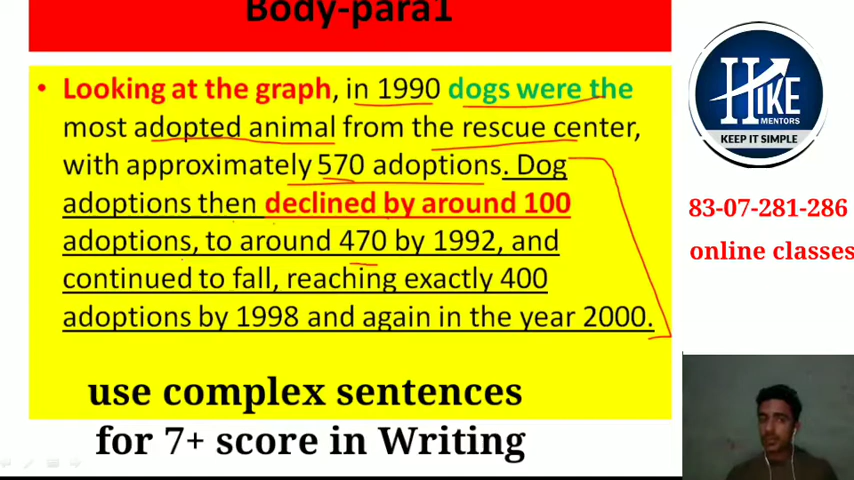 Body-para1
• Looking at the graph, in 1990 dogs were the
most adopted animal from the rescue center,
with approximately 570 adoptions. Dog
adoptions then declined by around 100
adoptions, to around 470 by 1992, and
continued to fall, reaching exactly 400
adoptions by 1998 and again in the year 2000.
use complex sentences
for 7+ score in Writing
HIKE
MENTORS
KEEP IT SIMPLE
83-07-281-286
online classes